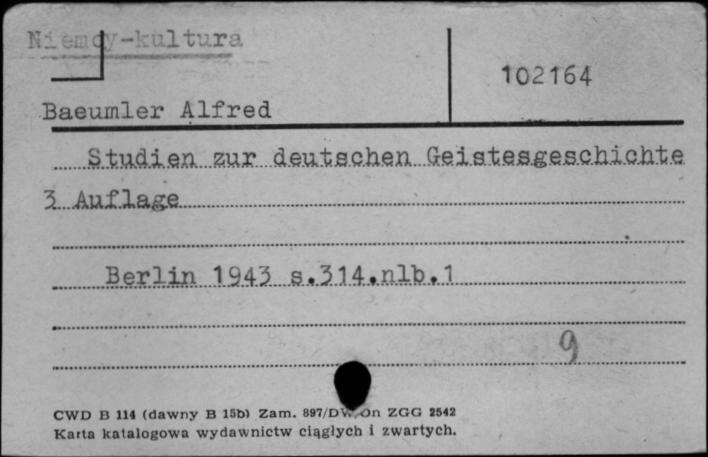 Niemcy-kultura
102164
Baeumler Alfred
Studien zur deutschen Geistesgeschichte
3 Auflage
Berlin 1943 s.314.nlb.1
9
CWD B 114 (dawny B 15b) Zam. 897/DW/On ZGG 2542
Karta katalogowa wydawnictw ciągłych i zwartych.